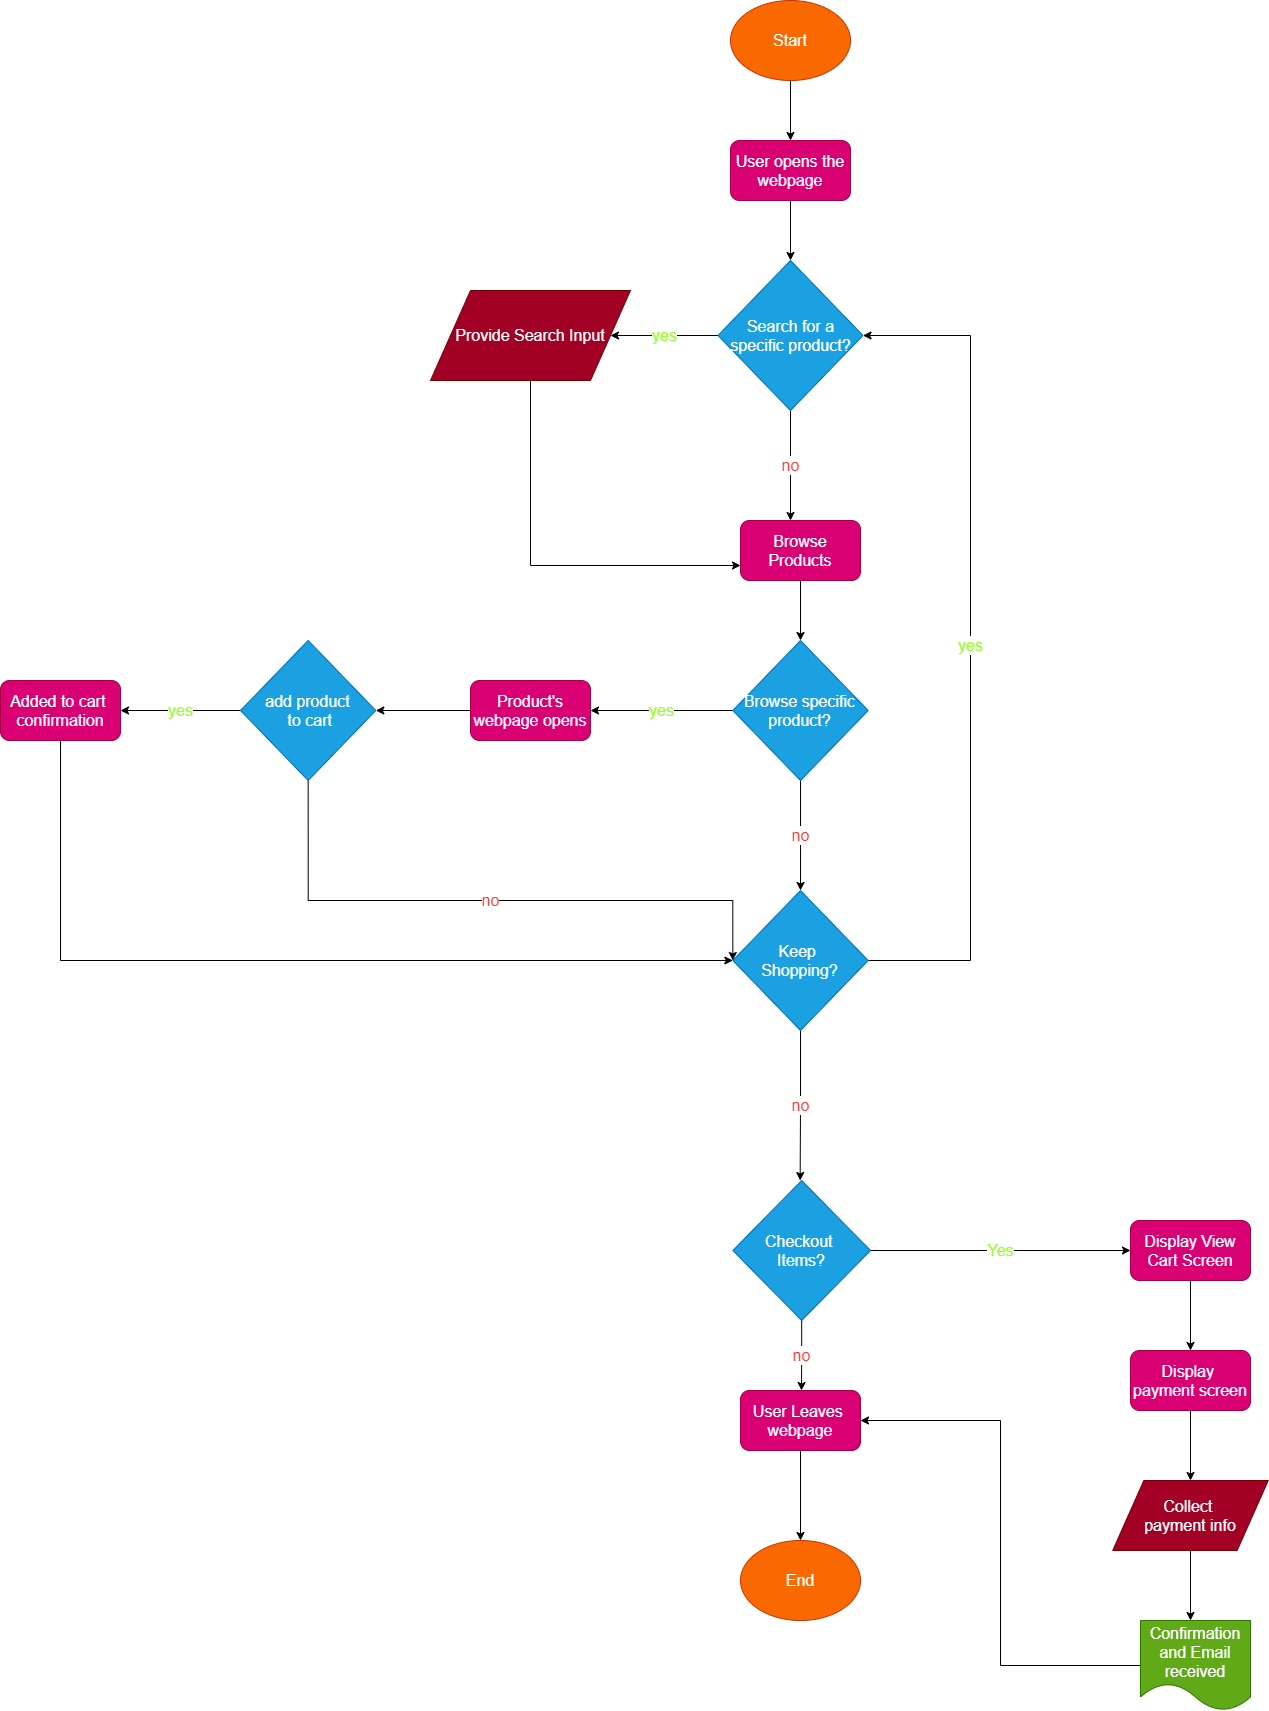 Start
User opens the
webpage
Search for a
specific product?
yes
Provide Search Input
no
Browse
Products
yes
Browse specific
product?
yes
Product's
webpage opens
add product
to cart
yes
Added to cart
confirmation
no
no
Keep
Shopping?
no
Checkout
Items?
Yes
Display View
Cart Screen
no
Display
payment screen
User Leaves
webpage
Collect
payment info
End
Confirmation
and Email
received